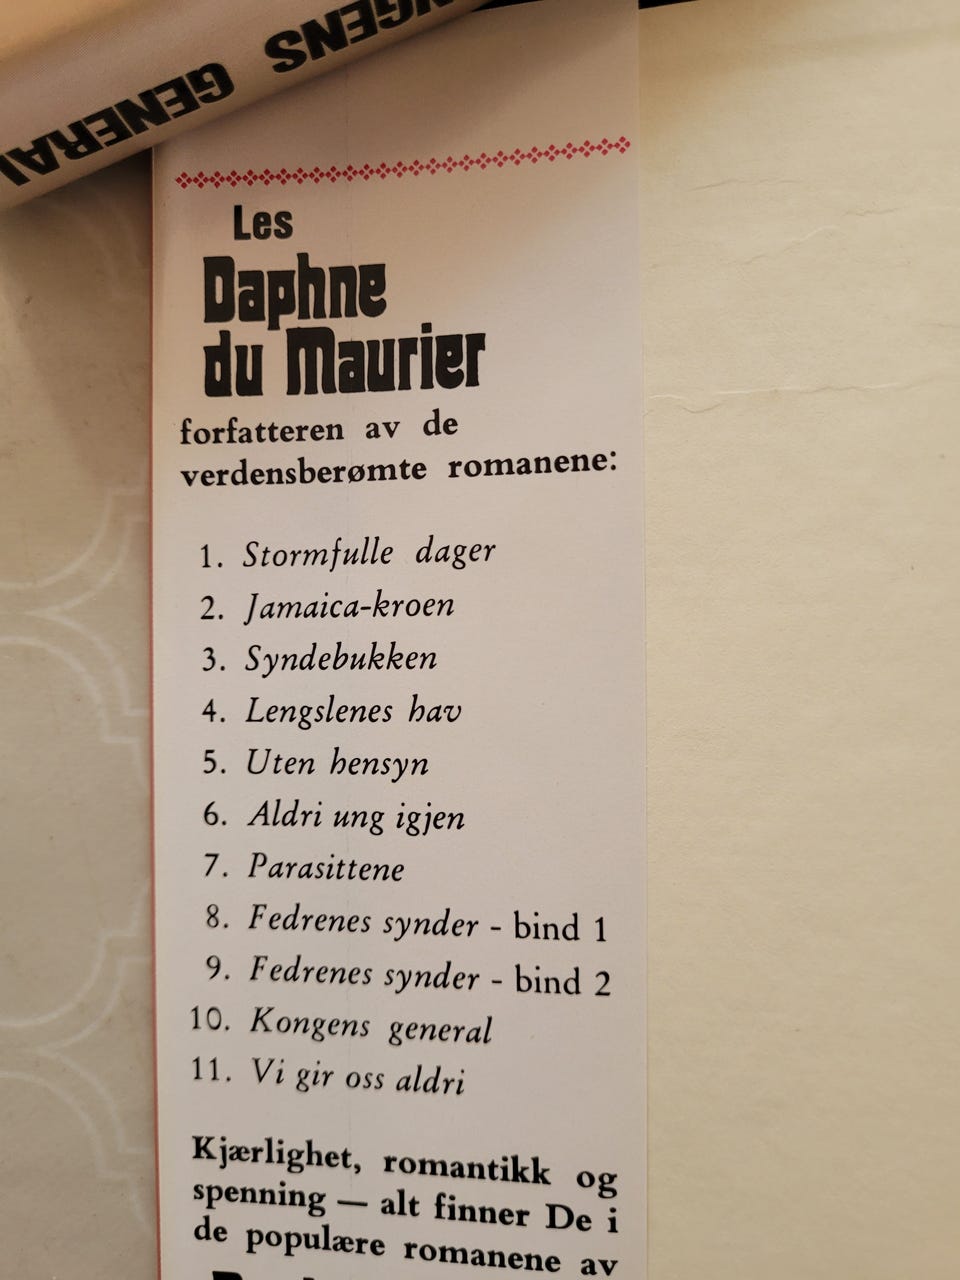 NGENS GENERAL
Les
Daphne
du Maurier
forfatteren av de
verdensberømte romanene:
1. Stormfulle dager
2. Jamaica-kroen
3. Syndebukken
4. Lengslenes hav
5. Uten hensyn
6. Aldri ung igjen
7. Parasittene
8. Fedrenes synder - bind 1
9. Fedrenes synder - bind 2
10. Kongens general
11. Vi gir oss aldri
Kjærlighet, romantikk og
spenning — alt finner De i
de populære romanene av